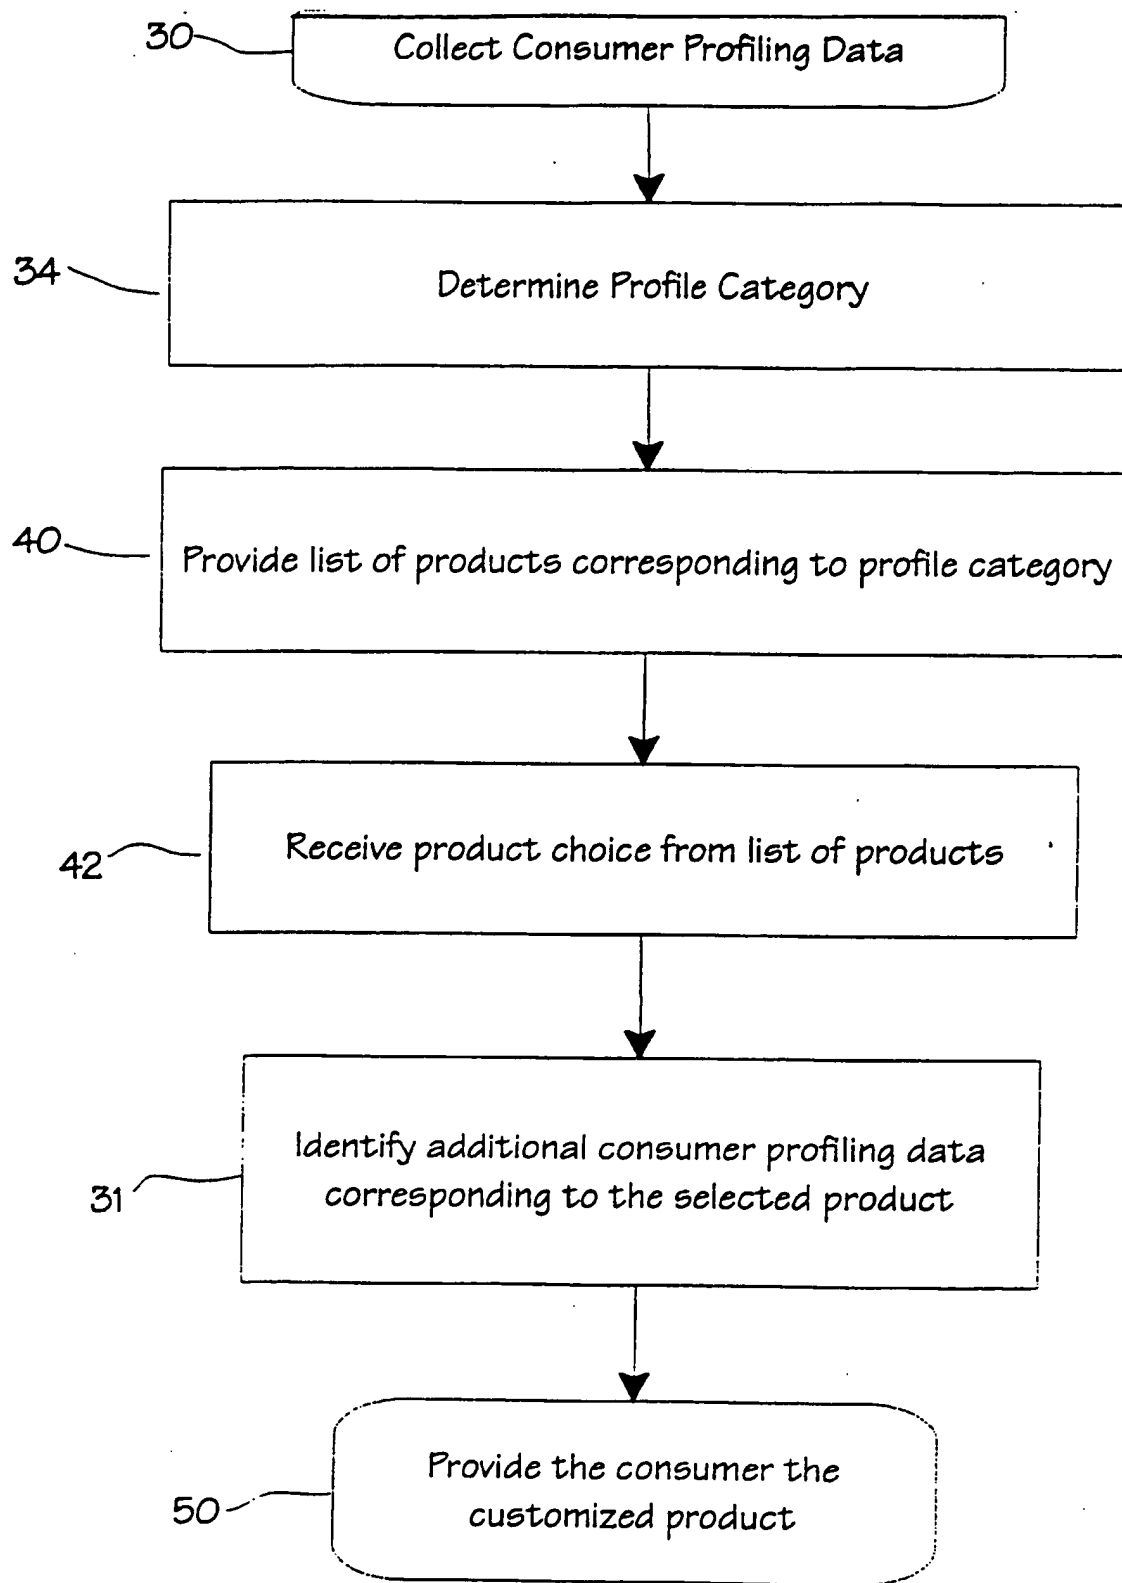 30
Collect Consumer Profiling Data
34
Determine Profile Category
40
Provide list of products corresponding to profile category
42
Receive product choice from list of products
31
Identify additional consumer profiling data
corresponding to the selected product
50
Provide the consumer the
customized product